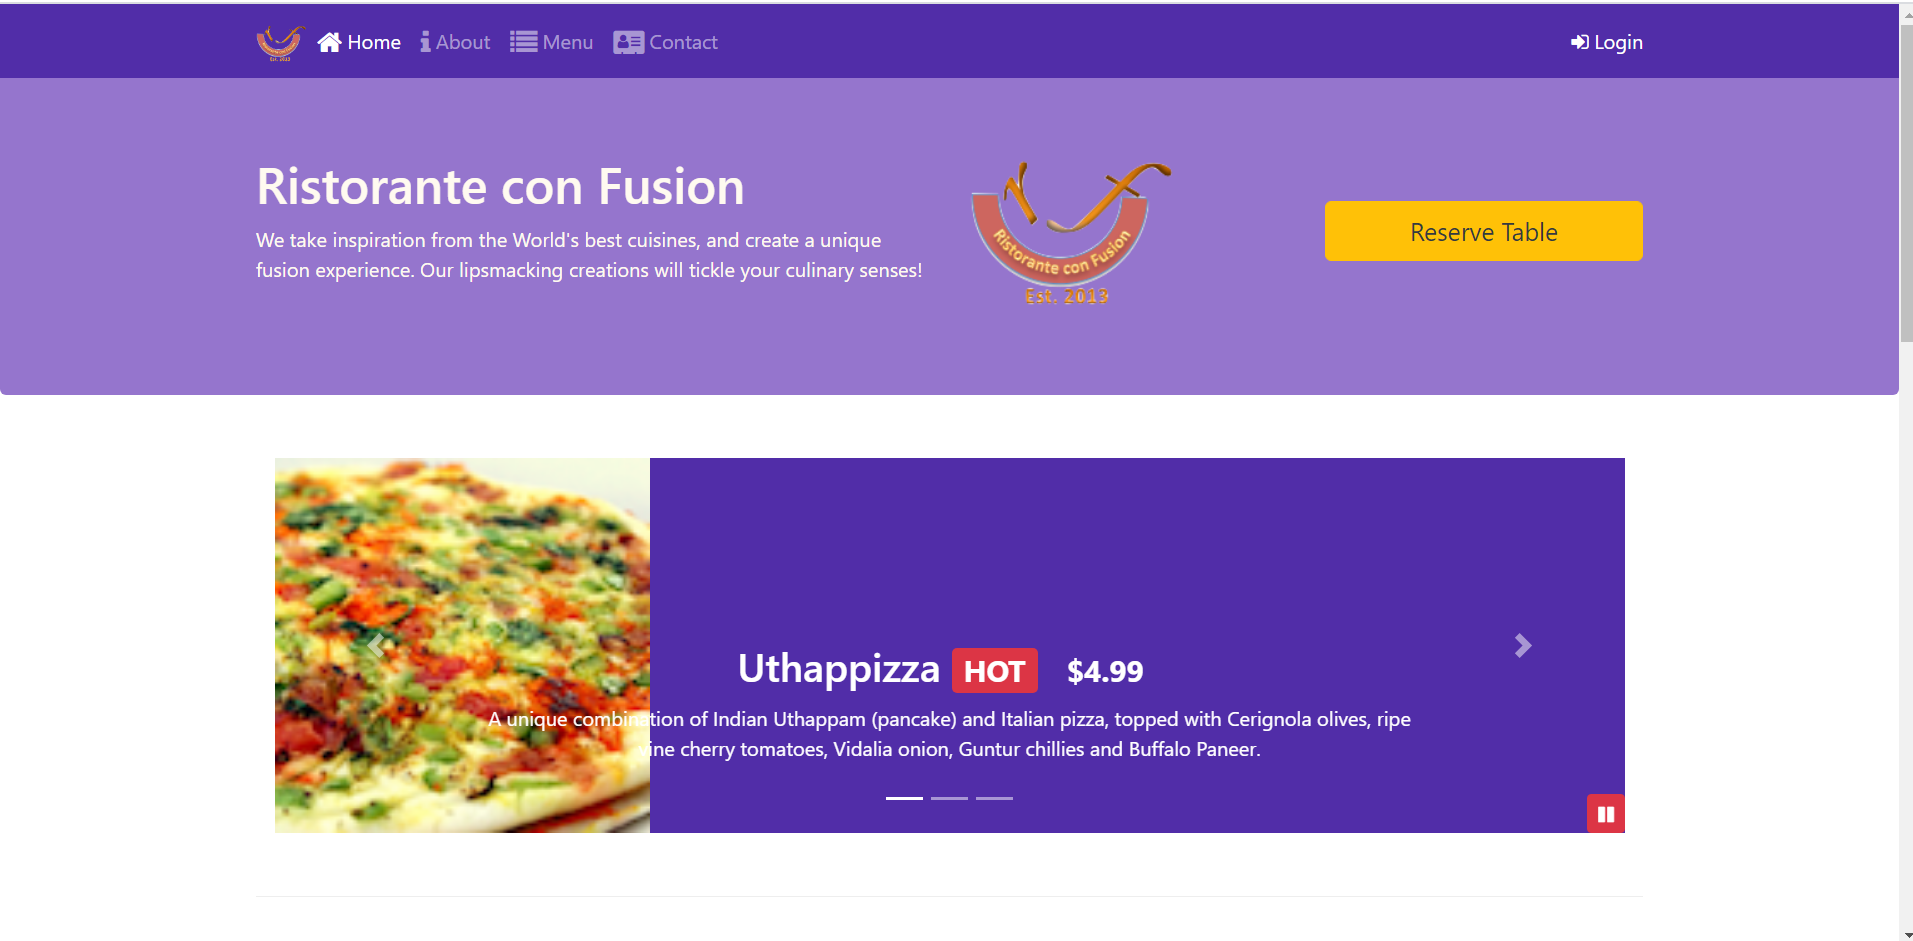 Home About Menu Contact Login
Ristorante con Fusion
We take inspiration from the World's best cuisines, and create a unique
fusion experience. Our lipsmacking creations will tickle your culinary senses!
Ristorante con Fusion
Est. 2013
Reserve Table
Uthappizza HOT $4.99
A unique combination of Indian Uthappam (pancake) and Italian pizza, topped with Cerignola olives, ripe
vine cherry tomatoes, Vidalia onion, Guntur chillies and Buffalo Paneer.